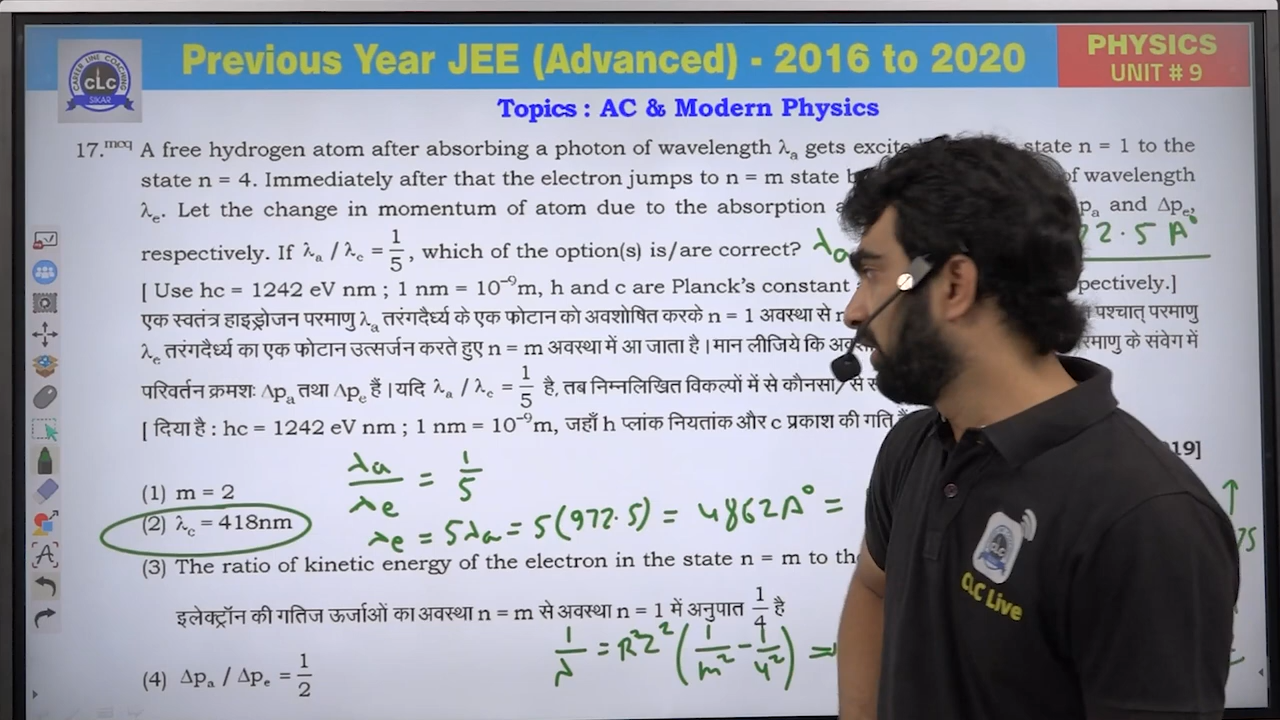 CAREER LINE COACHING
CLC
SIKAR
Previous Year JEE (Advanced) - 2016 to 2020
PHYSICS
UNIT # 9
Topics : AC & Modern Physics
17.mcq A free hydrogen atom after absorbing a photon of wavelength λa gets excite state n = 1 to the
state n = 4. Immediately after that the electron jumps to n = m state b of wavelength
λe. Let the change in momentum of atom due to the absorption a pa and Δpe,
respectively. If λa / λe = 1/5, which of the option(s) is/are correct? λa 72.5 A°
[ Use hc = 1242 eV nm ; 1 nm = 10⁻⁹m, h and c are Planck's constant pectively.]
एक स्वतंत्र हाइड्रोजन परमाणु λa तरंगदैर्ध्य के एक फोटान को अवशोषित करके n = 1 अवस्था से पश्चात् परमाणु
λe तरंगदैर्ध्य का एक फोटान उत्सर्जन करते हुए n = m अवस्था में आ जाता है। मान लीजिये कि परमाणु के संवेग में
परिवर्तन क्रमशः Δpa तथा Δpe हैं। यदि λa / λe = 1/5 है, तब निम्नलिखित विकल्पों में से कौनसा/से
[ दिया है : hc = 1242 eV nm ; 1 nm = 10⁻⁹m, जहाँ h प्लांक नियतांक और c प्रकाश की गति
19]
λa/λe = 1/5
(1) m = 2
(2) λe = 418nm
λe = 5λa = 5(972.5) = 4862A° =
(3) The ratio of kinetic energy of the electron in the state n = m to the
इलेक्ट्रॉन की गतिज ऊर्जाओं का अवस्था n = m से अवस्था n = 1 में अनुपात 1/4 है
1/λ = RZ² (1/m² - 1/4²) ⇒
(4) Δpa / Δpe = 1/2
CLC Live